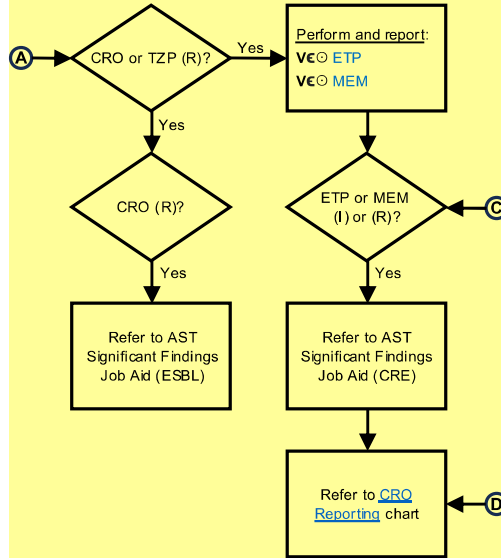 A
CRO or TZP (R)?
Yes
Perform and report:
V€⊙ ETP
V€⊙ MEM
Yes
CRO (R)?
ETP or MEM
(I) or (R)?
C
Yes
Yes
Refer to AST
Significant Findings
Job Aid (ESBL)
Refer to AST
Significant Findings
Job Aid (CRE)
Refer to CRO
Reporting chart
D